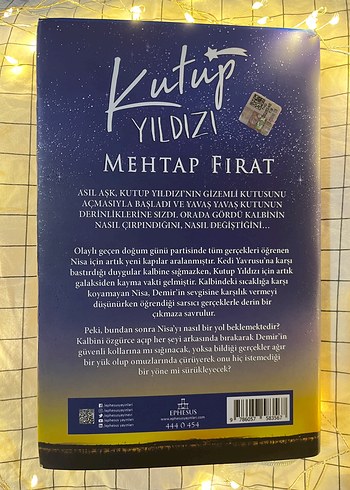 Kutup
YILDIZI
MEHTAP FIRAT
ASIL AŞK, KUTUP YILDIZI'NIN GİZEMLİ KUTUSUNU
AÇMASIYLA BAŞLADI VE YAVAŞ YAVAŞ KUTUNUN
DERİNLİKLERİNE SIZDI, ORADA GÖRDÜ KALBİNİN
NASIL ÇIRPINDIĞINI, NASIL DEĞİŞTİĞİNİ...
Olaylı geçen doğum günü partisinde tüm gerçekleri öğrenen
Nisa için artık yeni kapılar aralanmıştır. Kedi Yavrusu'na karşı
bastırdığı duygular kalbine sığmazken, Kutup Yıldızı için artık
galaksiden kayma vakti gelmiştir. Kalbindeki sıcaklığa karşı
koyamayan Nisa, Demir'in sevgisine karşılık vermeyi
düşünürken öğrendiği sarsıcı gerçeklerle derin bir
çıkmaza savrulur.
Peki, bundan sonra Nisa'yı nasıl bir yol beklemektedir?
Kalbini özgürce açıp her şeyi arkasında bırakarak Demir'in
güvenli kollarına mı sığınacak, yoksa bildiği gerçekler ağır
bir yük olup omuzlarında çürüyerek onu hiç istemediği
bir yöne mi sürükleyecek?
EPHESUS
444 0 454